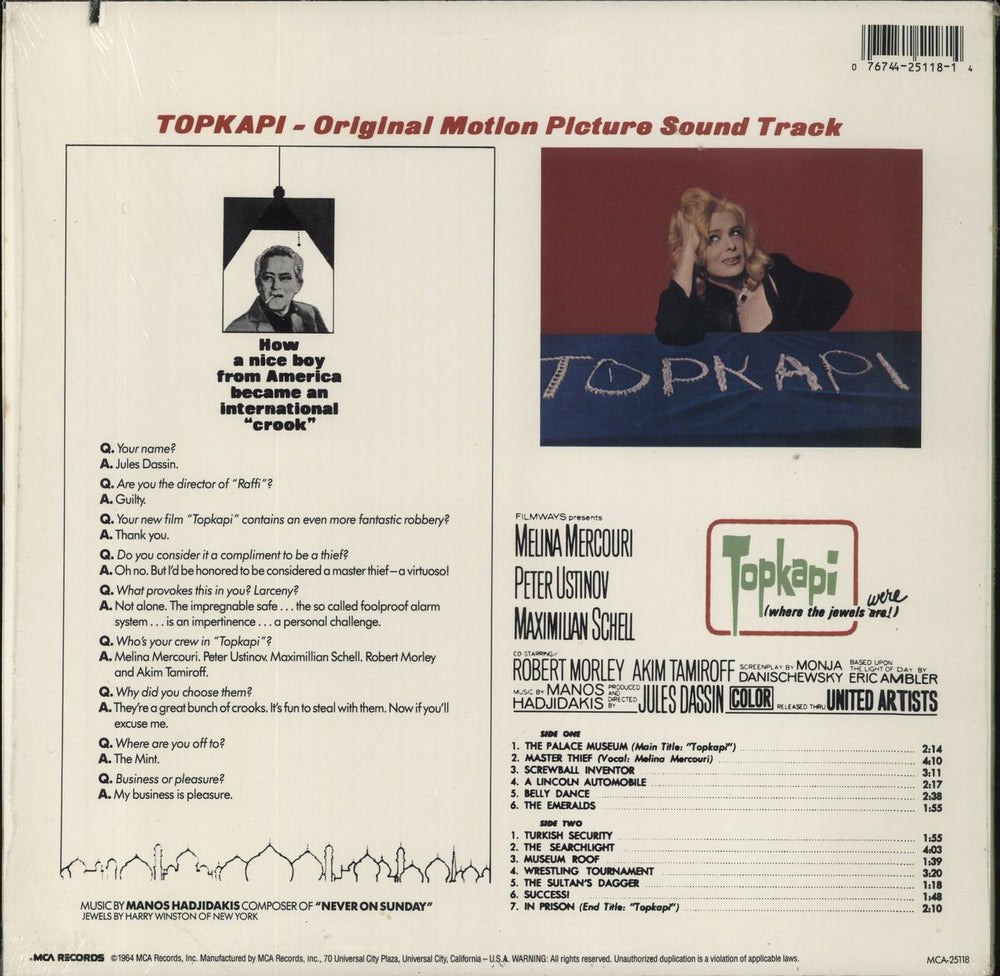 0 76744-25118-1 4
TOPKAPI - Original Motion Picture Sound Track
How
a nice boy
from America
became an
international
"crook"
Q. Your name?
A. Jules Dassin.
Q. Are you the director of "Raffi"?
A. Guilty.
Q. Your new film "Topkapi" contains an even more fantastic robbery?
A. Thank you.
Q. Do you consider it a compliment to be a thief?
A. Oh no. But I'd be honored to be considered a master thief—a virtuoso!
Q. What provokes this in you? Larceny?
A. Not alone. The impregnable safe . . . the so called foolproof alarm
system . . . is an impertinence . . . a personal challenge.
Q. Who's your crew in "Topkapi"?
A. Melina Mercouri. Peter Ustinov. Maximillian Schell. Robert Morley
and Akim Tamiroff.
Q. Why did you choose them?
A. They're a great bunch of crooks. It's fun to steal with them. Now if you'll
excuse me.
Q. Where are you off to?
A. The Mint.
Q. Business or pleasure?
A. My business is pleasure.
MUSIC BY MANOS HADJIDAKIS COMPOSER OF "NEVER ON SUNDAY"
JEWELS BY HARRY WINSTON OF NEW YORK
TOPKAPI
FILMWAYS presents
MELINA MERCOURI
PETER USTINOV
MAXIMILIAN SCHELL
Topkapi
(where the jewels are!)
were
CO-STARRING
ROBERT MORLEY AKIM TAMIROFF SCREENPLAY BY MONJA DANISCHEWSKY BASED UPON THE LIGHT OF DAY BY ERIC AMBLER
MUSIC BY MANOS HADJIDAKIS PRODUCED AND DIRECTED BY JULES DASSIN COLOR RELEASED THRU UNITED ARTISTS
SIDE ONE
1. THE PALACE MUSEUM (Main Title: "Topkapi") 2:14
2. MASTER THIEF (Vocal: Melina Mercouri) 4:10
3. SCREWBALL INVENTOR 3:11
4. A LINCOLN AUTOMOBILE 2:17
5. BELLY DANCE 2:38
6. THE EMERALDS 1:55
SIDE TWO
1. TURKISH SECURITY 1:55
2. THE SEARCHLIGHT 4:03
3. MUSEUM ROOF 1:39
4. WRESTLING TOURNAMENT 3:20
5. THE SULTAN'S DAGGER 1:18
6. SUCCESS! 1:48
7. IN PRISON (End Title: "Topkapi") 2:10
MCA RECORDS ©1964 MCA Records, Inc. Manufactured by MCA Records, Inc., 70 Universal City Plaza, Universal City, California – U.S.A. WARNING: All rights reserved. Unauthorized duplication is a violation of applicable laws. MCA-25118